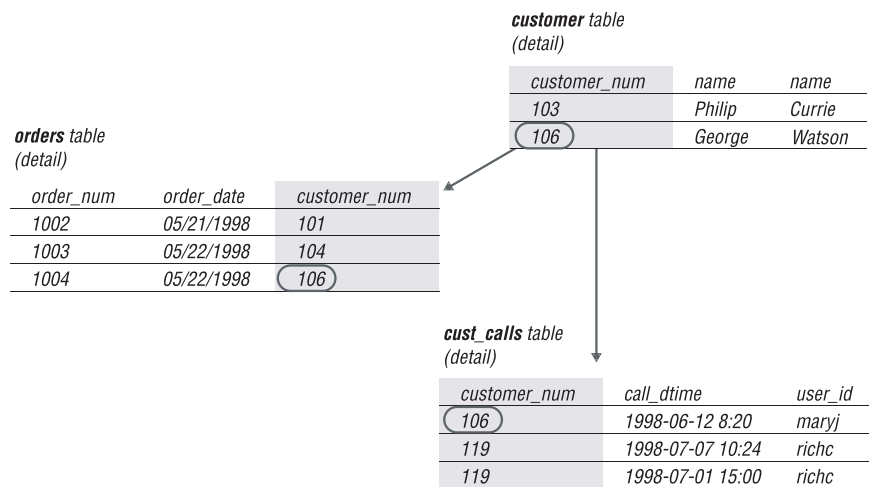 customer table
(detail)
customer_num name name
103 Philip Currie
106 George Watson
orders table
(detail)
order_num order_date customer_num
1002 05/21/1998 101
1003 05/22/1998 104
1004 05/22/1998 106
cust_calls table
(detail)
customer_num call_dtime user_id
106 1998-06-12 8:20 maryj
119 1998-07-07 10:24 richc
119 1998-07-01 15:00 richc